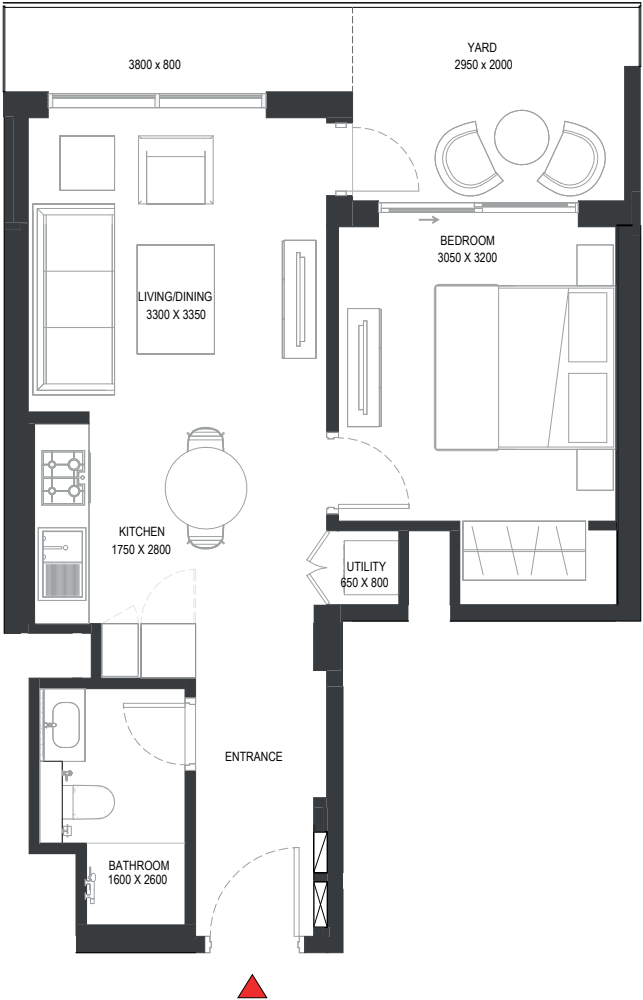 YARD
2950 x 2000
3800 x 800
BEDROOM
3050 X 3200
LIVING/DINING
3300 X 3350
KITCHEN
1750 X 2800
UTILITY
650 X 800
ENTRANCE
BATHROOM
1600 X 2600